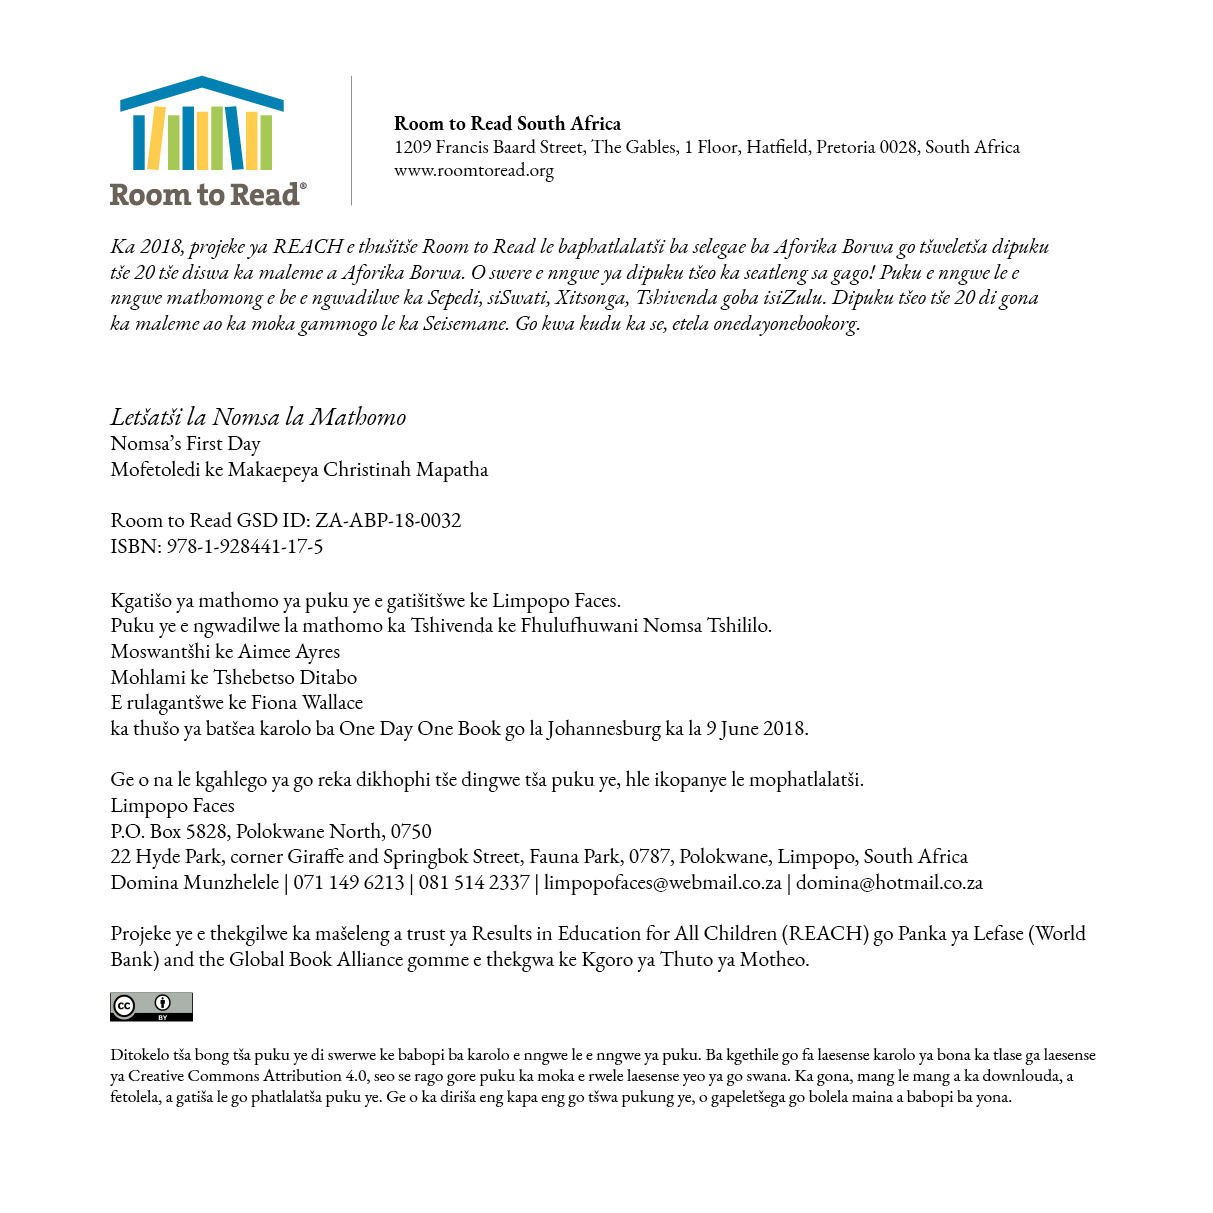 Room to Read®
Room to Read South Africa
1209 Francis Baard Street, The Gables, 1 Floor, Hatfield, Pretoria 0028, South Africa
www.roomtoread.org
Ka 2018, projeke ya REACH e thušitše Room to Read le baphatlalatši ba selegae ba Aforika Borwa go tšweletša dipuku
tše 20 tše diswa ka maleme a Aforika Borwa. O swere e nngwe ya dipuku tšeo ka seatleng sa gago! Puku e nngwe le e
nngwe mathomong e be e ngwadilwe ka Sepedi, siSwati, Xitsonga, Tshivenda goba isiZulu. Dipuku tšeo tše 20 di gona
ka maleme ao ka moka gammogo le ka Seisemane. Go kwa kudu ka se, etela onedayonebookorg.
Letšatši la Nomsa la Mathomo
Nomsa’s First Day
Mofetoledi ke Makaepeya Christinah Mapatha
Room to Read GSD ID: ZA-ABP-18-0032
ISBN: 978-1-928441-17-5
Kgatišo ya mathomo ya puku ye e gatišitšwe ke Limpopo Faces.
Puku ye e ngwadilwe la mathomo ka Tshivenda ke Fhulufhuwani Nomsa Tshililo.
Moswantšhi ke Aimee Ayres
Mohlami ke Tshebetso Ditabo
E rulagantšwe ke Fiona Wallace
ka thušo ya batšea karolo ba One Day One Book go la Johannesburg ka la 9 June 2018.
Ge o na le kgahlego ya go reka dikhophi tše dingwe tša puku ye, hle ikopanye le mophatlalatši.
Limpopo Faces
P.O. Box 5828, Polokwane North, 0750
22 Hyde Park, corner Giraffe and Springbok Street, Fauna Park, 0787, Polokwane, Limpopo, South Africa
Domina Munzhelele | 071 149 6213 | 081 514 2337 | limpopofaces@webmail.co.za | domina@hotmail.co.za
Projeke ye e thekgilwe ka mašeleng a trust ya Results in Education for All Children (REACH) go Panka ya Lefase (World
Bank) and the Global Book Alliance gomme e thekgwa ke Kgoro ya Thuto ya Motheo.
cc BY
Ditokelo tša bong tša puku ye di swerwe ke babopi ba karolo e nngwe le e nngwe ya puku. Ba kgethile go fa laesense karolo ya bona ka tlase ga laesense
ya Creative Commons Attribution 4.0, seo se rago gore puku ka moka e rwele laesense yeo ya go swana. Ka gona, mang le mang a ka downlouda, a
fetolela, a gatiša le go phatlalatša puku ye. Ge o ka diriša eng kapa eng go tšwa pukung ye, o gapeletšega go bolela maina a babopi ba yona.